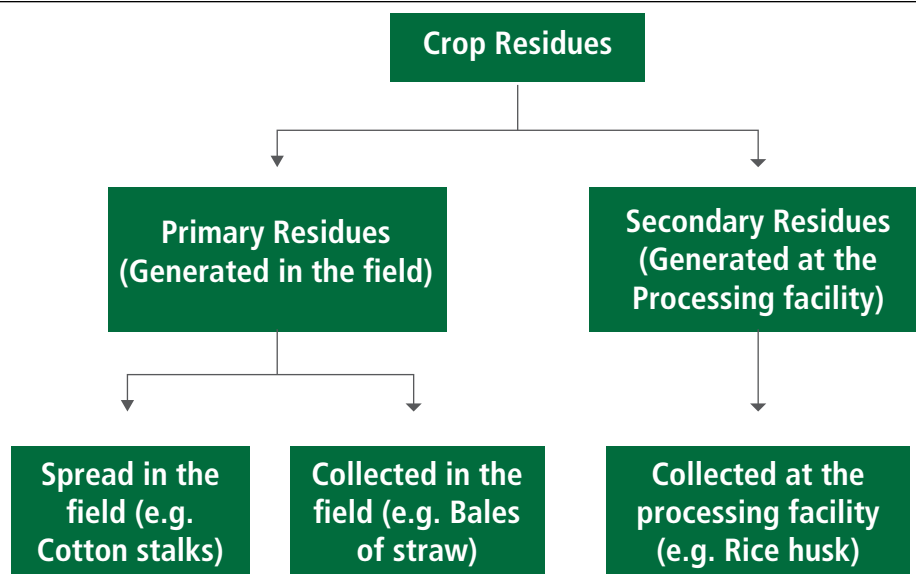 Crop Residues
Primary Residues
(Generated in the field)
Secondary Residues
(Generated at the
Processing facility)
Spread in the
field (e.g.
Cotton stalks)
Collected in the
field (e.g. Bales
of straw)
Collected at the
processing facility
(e.g. Rice husk)